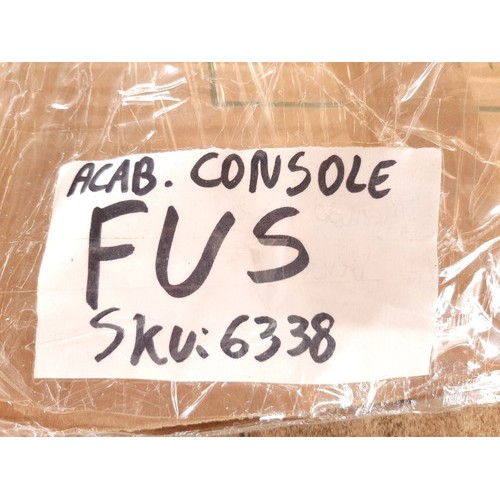 ACAB. CONSOLE
FUS
SKU: 6338